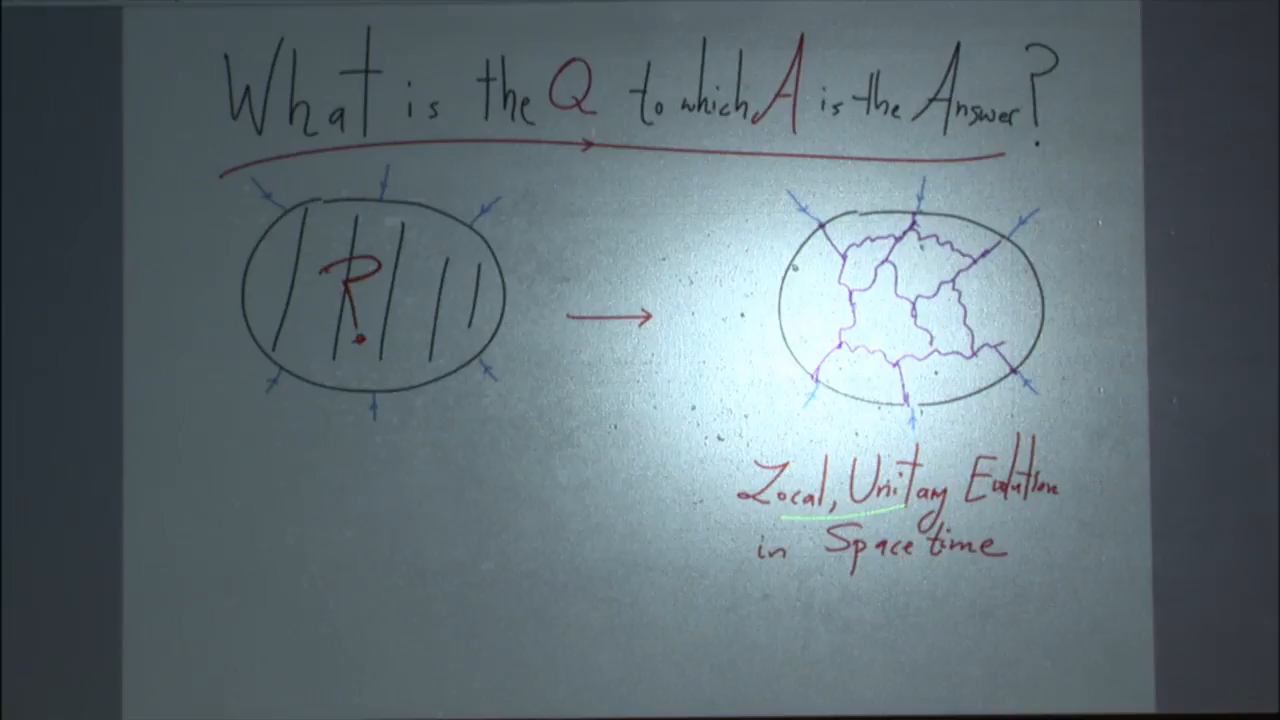 What is the Q to which A is the Answer?
?
Local, Unitary Evolution
in Spacetime